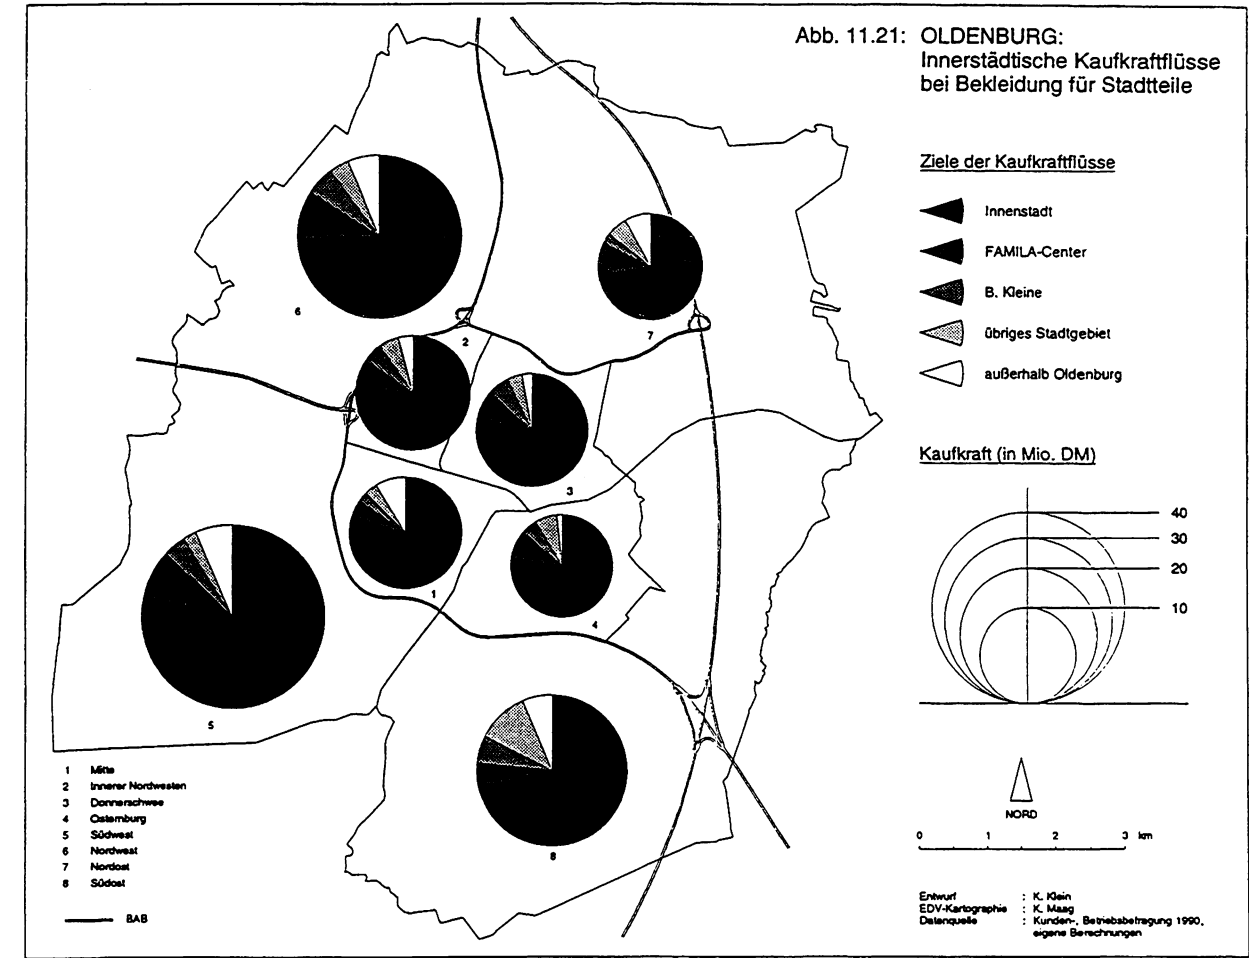 Abb. 11.21: OLDENBURG:
Innerstädtische Kaufkraftflüsse
bei Bekleidung für Stadtteile
Ziele der Kaufkraftflüsse
Innenstadt
FAMILA-Center
B. Kleine
übriges Stadtgebiet
außerhalb Oldenburg
Kaufkraft (in Mio. DM)
40
30
20
10
6
7
2
3
1
4
5
8
1 Mitte
2 Innerer Nordwesten
3 Donnerschwee
4 Osternburg
5 Südwest
6 Nordwest
7 Nordost
8 Südost
BAB
NORD
0 1 2 3 km
Entwurf : K. Klein
EDV-Kartographie : K. Maag
Datenquelle : Kunden-, Betriebsbefragung 1990,
eigene Berechnungen